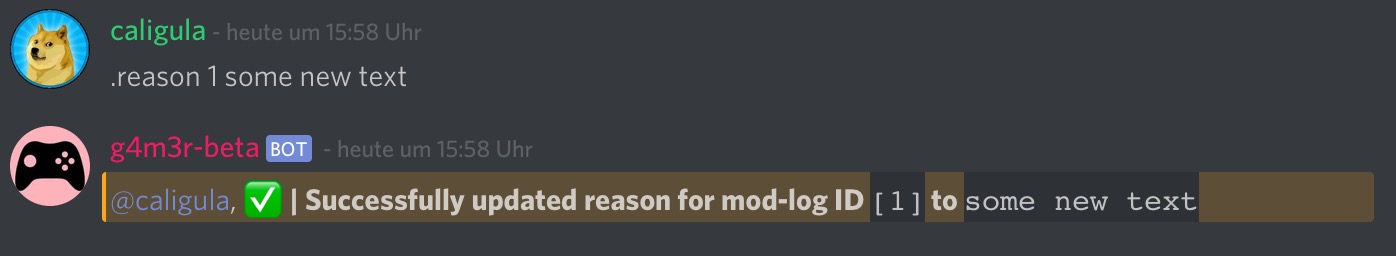 caligula - heute um 15:58 Uhr
.reason 1 some new text
g4m3r-beta BOT - heute um 15:58 Uhr
@caligula, ✅ | Successfully updated reason for mod-log ID [1] to some new text